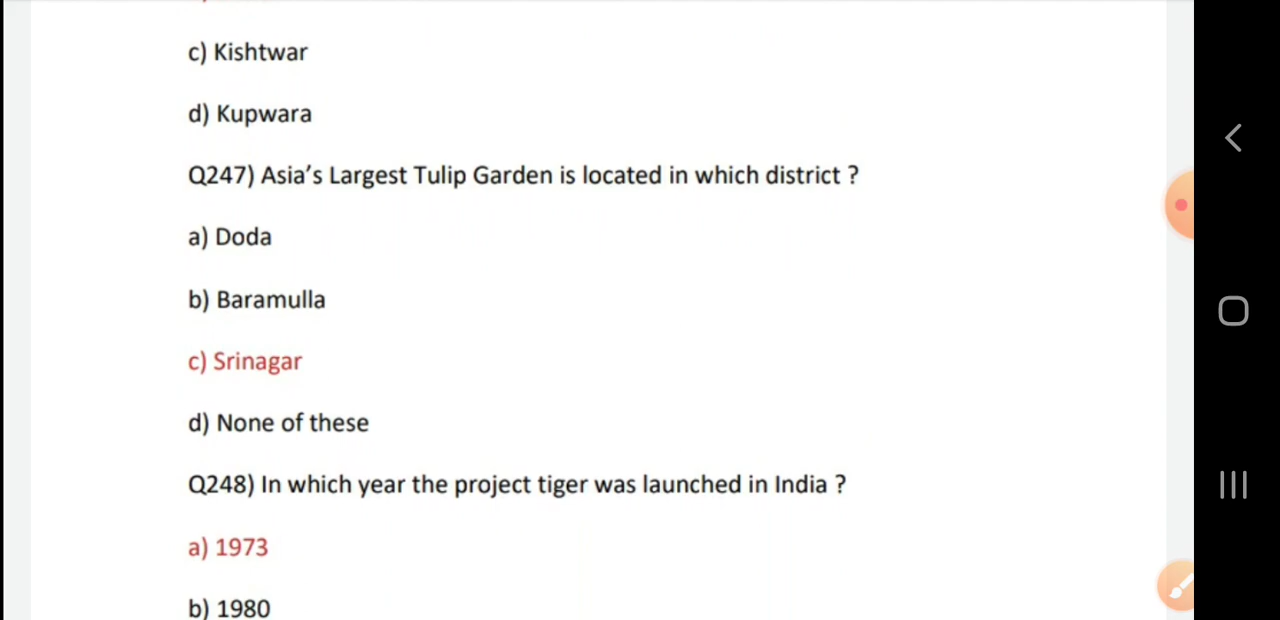 c) Kishtwar
d) Kupwara
Q247) Asia’s Largest Tulip Garden is located in which district ?
a) Doda
b) Baramulla
c) Srinagar
d) None of these
Q248) In which year the project tiger was launched in India ?
a) 1973
b) 1980